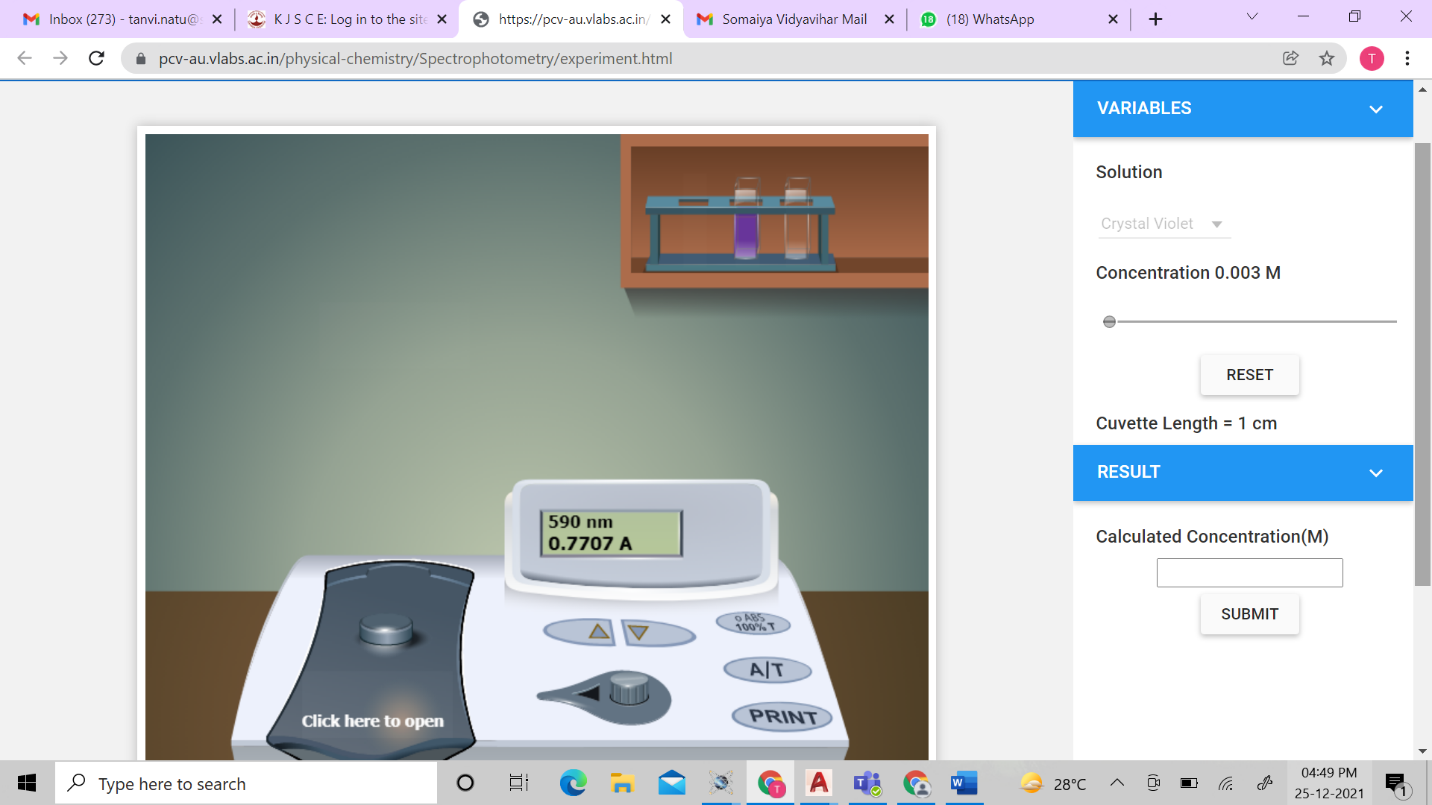 Inbox (273) - tanvi.natu@s
K J S C E: Log in to the site
https://pcv-au.vlabs.ac.in/
Somaiya Vidyavihar Mail
18
(18) WhatsApp
pcv-au.vlabs.ac.in/physical-chemistry/Spectrophotometry/experiment.html
T
VARIABLES
Solution
Crystal Violet
Concentration 0.003 M
RESET
Cuvette Length = 1 cm
RESULT
Calculated Concentration(M)
SUBMIT
590 nm
0.7707 A
0 ABS
100% T
A/T
PRINT
Click here to open
Type here to search
T
A
W
28°C
04:49 PM
25-12-2021
1